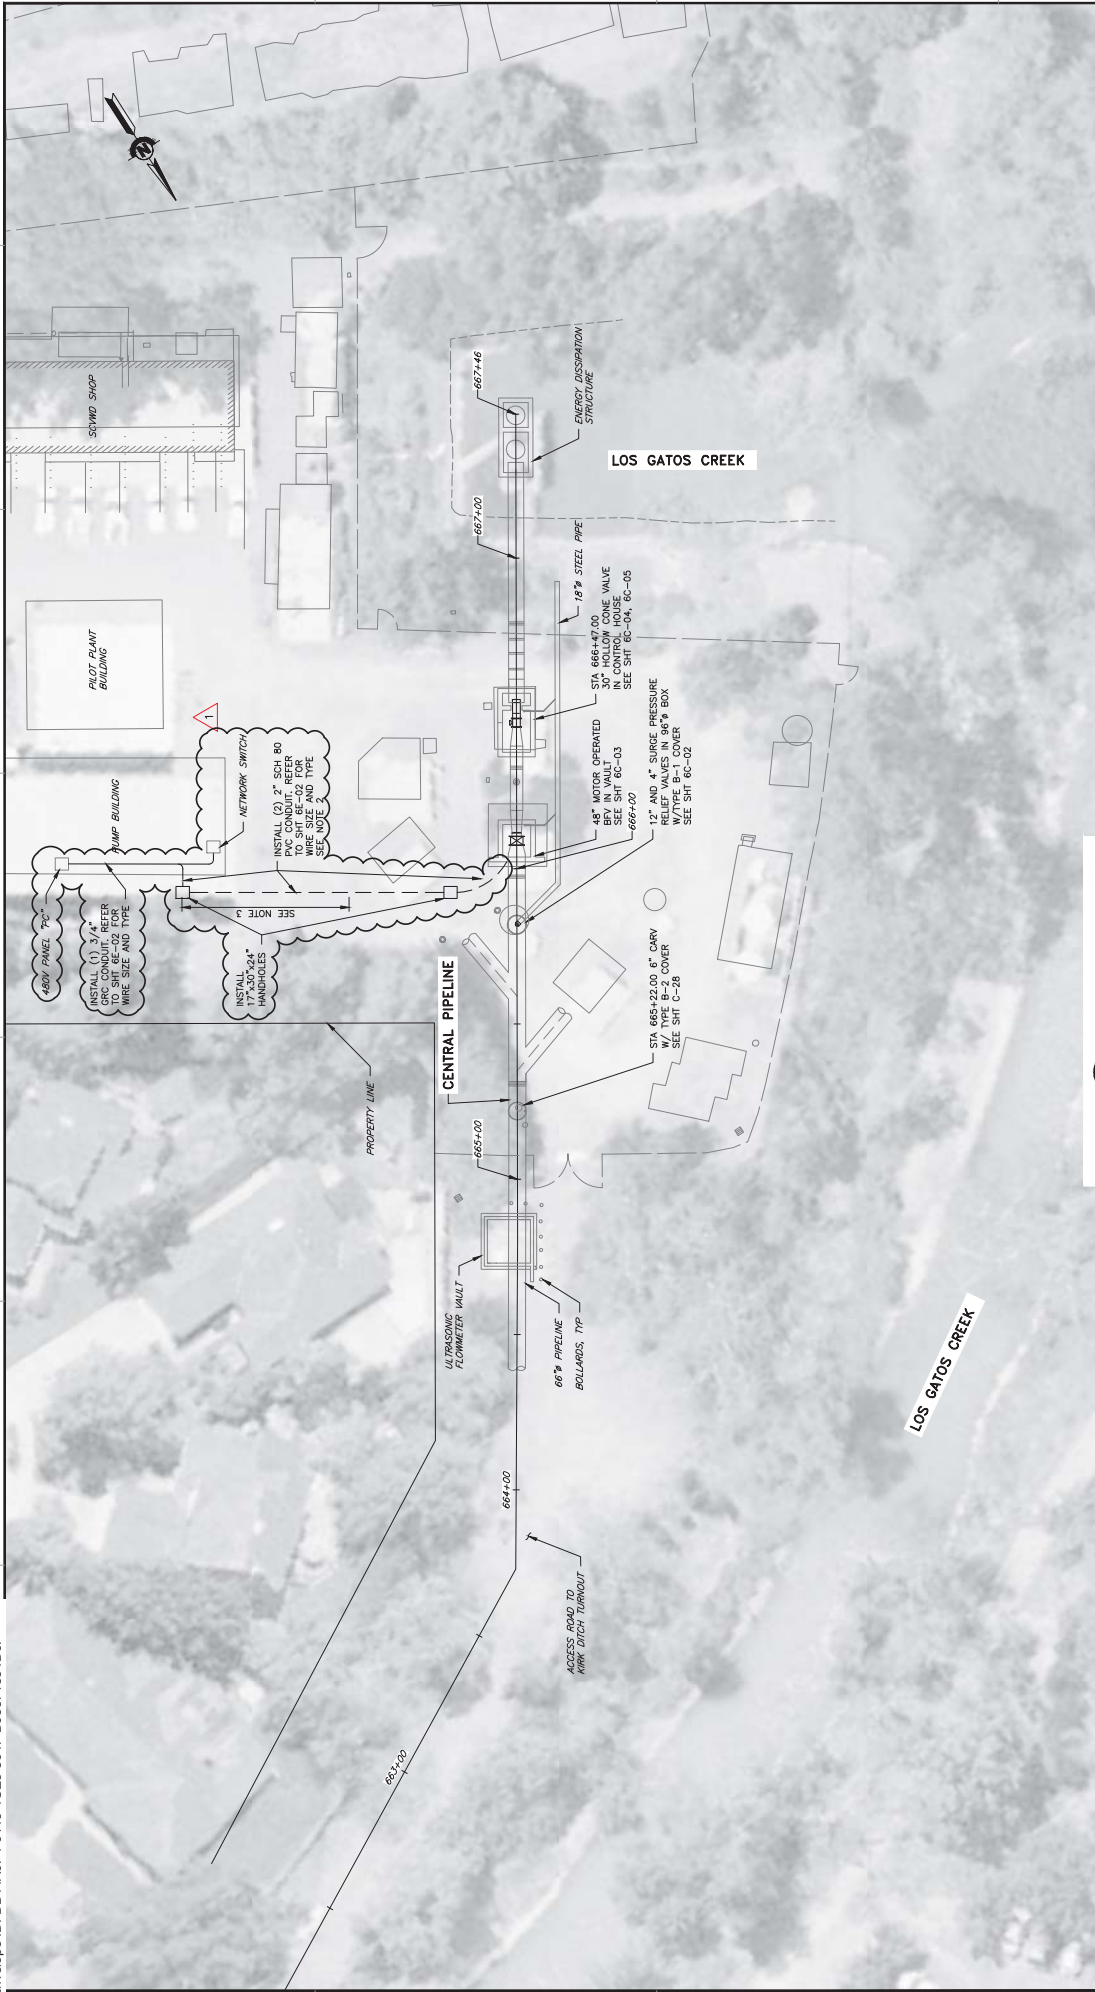 N
SCVWD SHOP
PILOT PLANT
BUILDING
PUMP BUILDING
1
NETWORK SWITCH
480V PANEL "PC"
INSTALL (1) 3/4"
GRC CONDUIT. REFER
TO SHT 6E-02 FOR
WIRE SIZE AND TYPE
INSTALL (2) 2" SCH 80
PVC CONDUIT. REFER
TO SHT 6E-02 FOR
WIRE SIZE AND TYPE
SEE NOTE 2
SEE NOTE 3
INSTALL
17"x30"x24"
HANDHOLES
PROPERTY LINE
CENTRAL PIPELINE
667+46
667+00
666+00
665+00
664+00
663+00
ENERGY DISSIPATION
STRUCTURE
LOS GATOS CREEK
18"ø STEEL PIPE
STA 666+47.00
30" HOLLOW CONE VALVE
IN CONTROL HOUSE
SEE SHT 6C-04, 6C-05
48" MOTOR OPERATED
BFV IN VAULT
SEE SHT 6C-03
12" AND 4" SURGE PRESSURE
RELIEF VALVES IN 96"ø BOX
W/TYPE B-1 COVER
SEE SHT 6C-02
STA 665+22.00 6" CARV
W/ TYPE B-2 COVER
SEE SHT C-28
ULTRASONIC
FLOWMETER VAULT
66"ø PIPELINE
BOLLARDS, TYP
ACCESS ROAD TO
KIRK DITCH TURNOUT
LOS GATOS CREEK